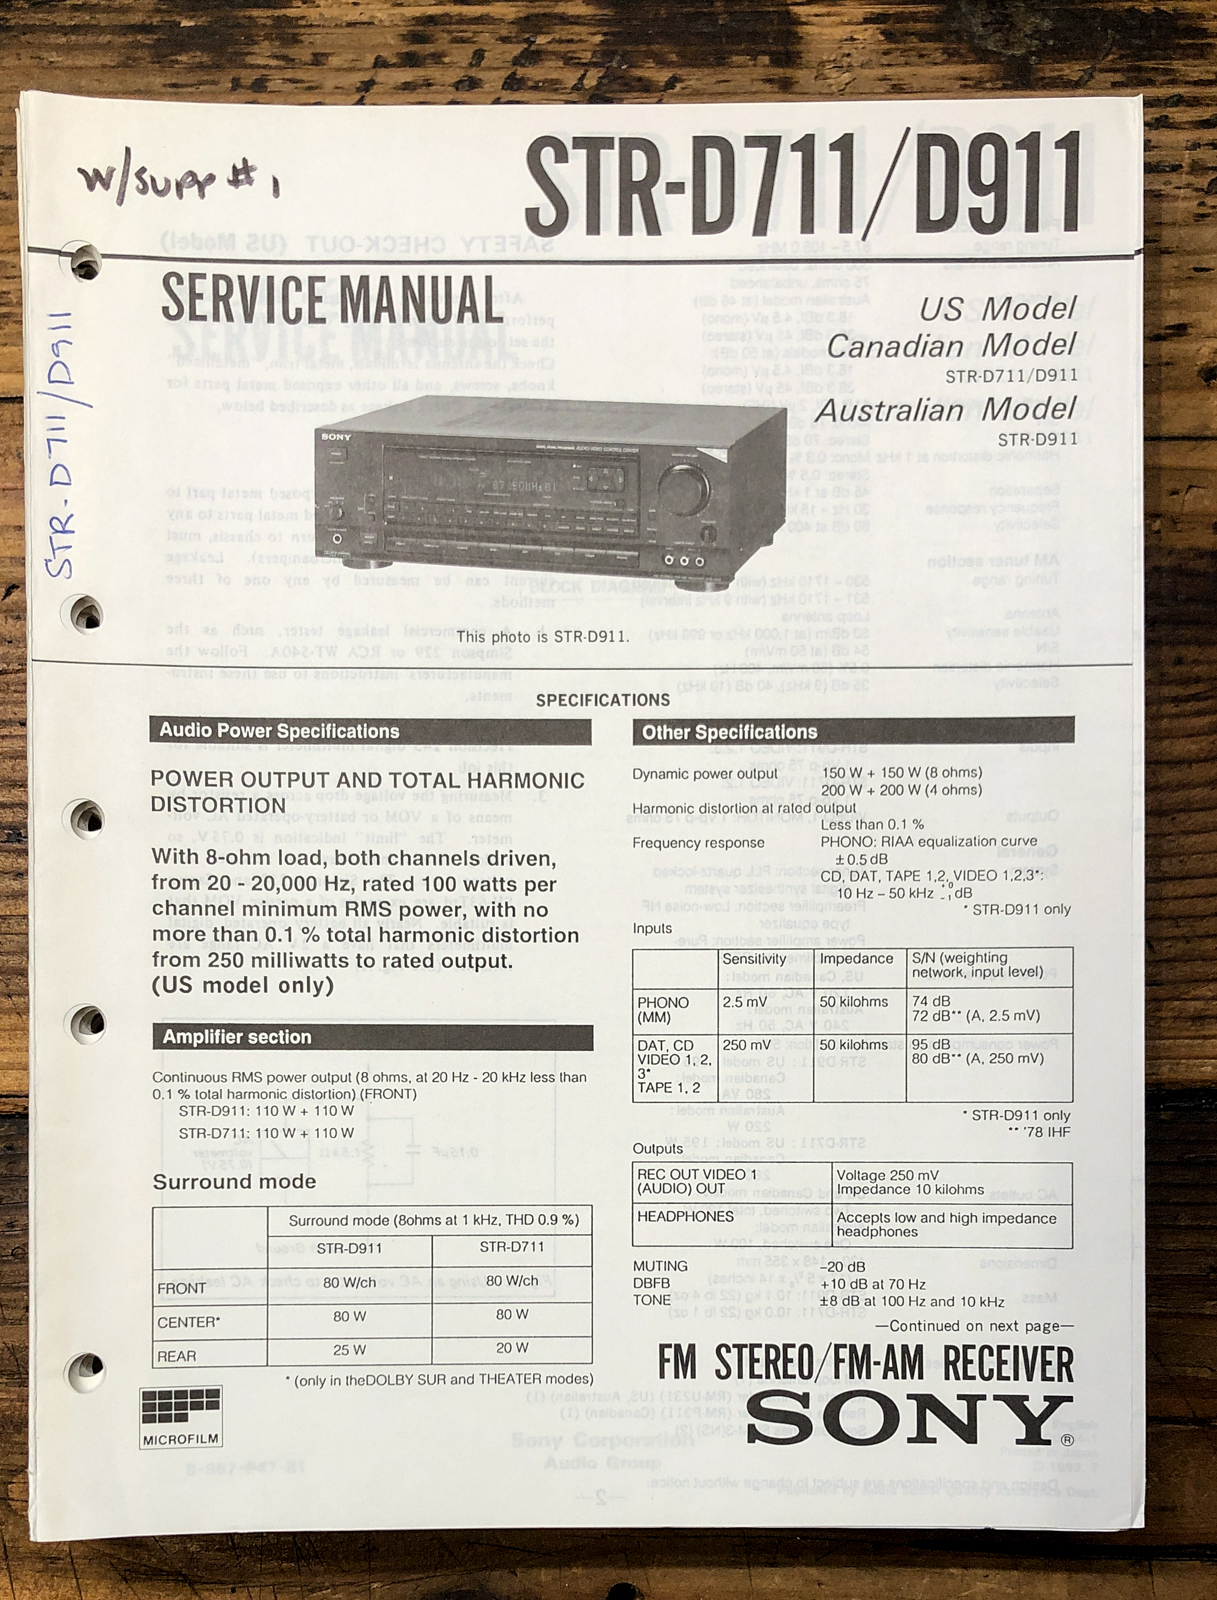 w/supp #1
STR-D711/D911
STR-D711/D911
SERVICE MANUAL
US Model
Canadian Model
STR-D711/D911
Australian Model
STR-D911
SONY
This photo is STR-D911.
SPECIFICATIONS
Audio Power Specifications
POWER OUTPUT AND TOTAL HARMONIC
DISTORTION
With 8-ohm load, both channels driven,
from 20 - 20,000 Hz, rated 100 watts per
channel minimum RMS power, with no
more than 0.1 % total harmonic distortion
from 250 milliwatts to rated output.
(US model only)
Amplifier section
Continuous RMS power output (8 ohms, at 20 Hz - 20 kHz less than
0.1 % total harmonic distortion) (FRONT)
STR-D911: 110 W + 110 W
STR-D711: 110 W + 110 W
Surround mode
Surround mode (8ohms at 1 kHz, THD 0.9 %)
STR-D911 STR-D711
FRONT 80 W/ch 80 W/ch
CENTER* 80 W 80 W
REAR 25 W 20 W
* (only in theDOLBY SUR and THEATER modes)
MICROFILM
Other Specifications
Dynamic power output 150 W + 150 W (8 ohms)
200 W + 200 W (4 ohms)
Harmonic distortion at rated output
Less than 0.1 %
Frequency response PHONO: RIAA equalization curve
±0.5 dB
CD, DAT, TAPE 1,2, VIDEO 1,2,3*:
10 Hz – 50 kHz +0 -1 dB
* STR-D911 only
Inputs
Sensitivity Impedance S/N (weighting
network, input level)
PHONO 2.5 mV 50 kilohms 74 dB
(MM) 72 dB** (A, 2.5 mV)
DAT, CD 250 mV 50 kilohms 95 dB
VIDEO 1, 2, 80 dB** (A, 250 mV)
3*
TAPE 1, 2
* STR-D911 only
** '78 IHF
Outputs
REC OUT VIDEO 1 Voltage 250 mV
(AUDIO) OUT Impedance 10 kilohms
HEADPHONES Accepts low and high impedance
headphones
MUTING –20 dB
DBFB +10 dB at 70 Hz
TONE ±8 dB at 100 Hz and 10 kHz
—Continued on next page—
FM STEREO/FM-AM RECEIVER
SONY®